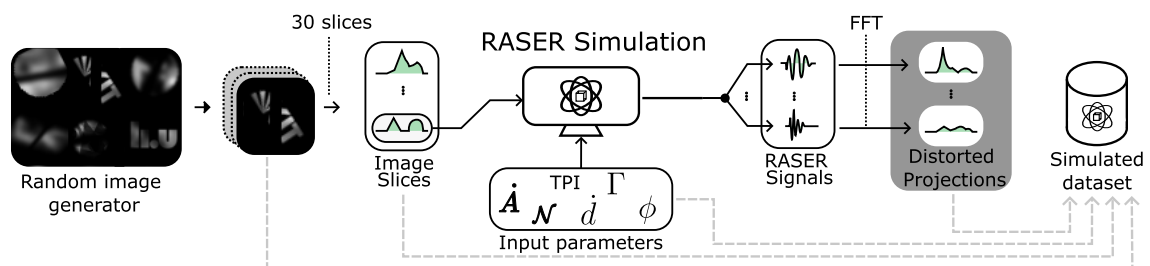 30 slices
FFT
RASER Simulation
Random image
generator
Image
Slices
TPI
Γ
Ȧ
𝒩
ḋ
ϕ
Input parameters
RASER
Signals
Distorted
Projections
Simulated
dataset